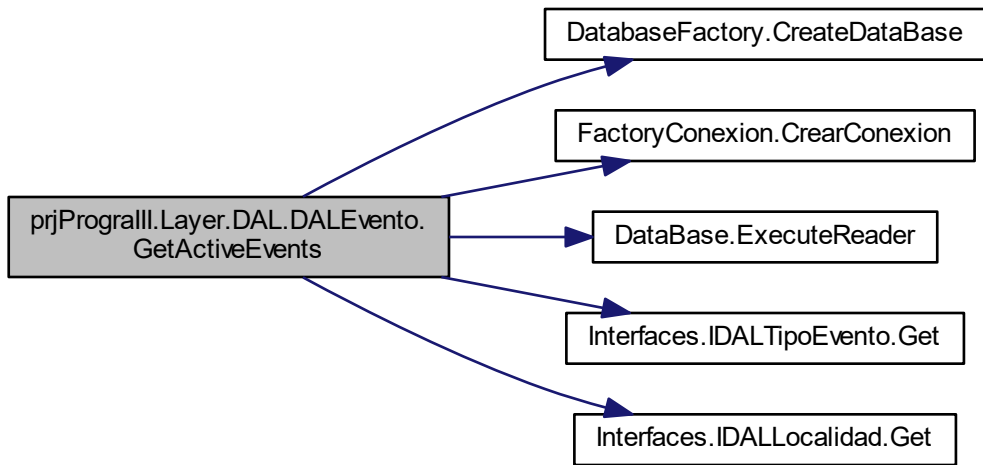 DatabaseFactory.CreateDataBase
FactoryConexion.CrearConexion
prjPrograIII.Layer.DAL.DALEvento.
GetActiveEvents
DataBase.ExecuteReader
Interfaces.IDALTipoEvento.Get
Interfaces.IDALLocalidad.Get